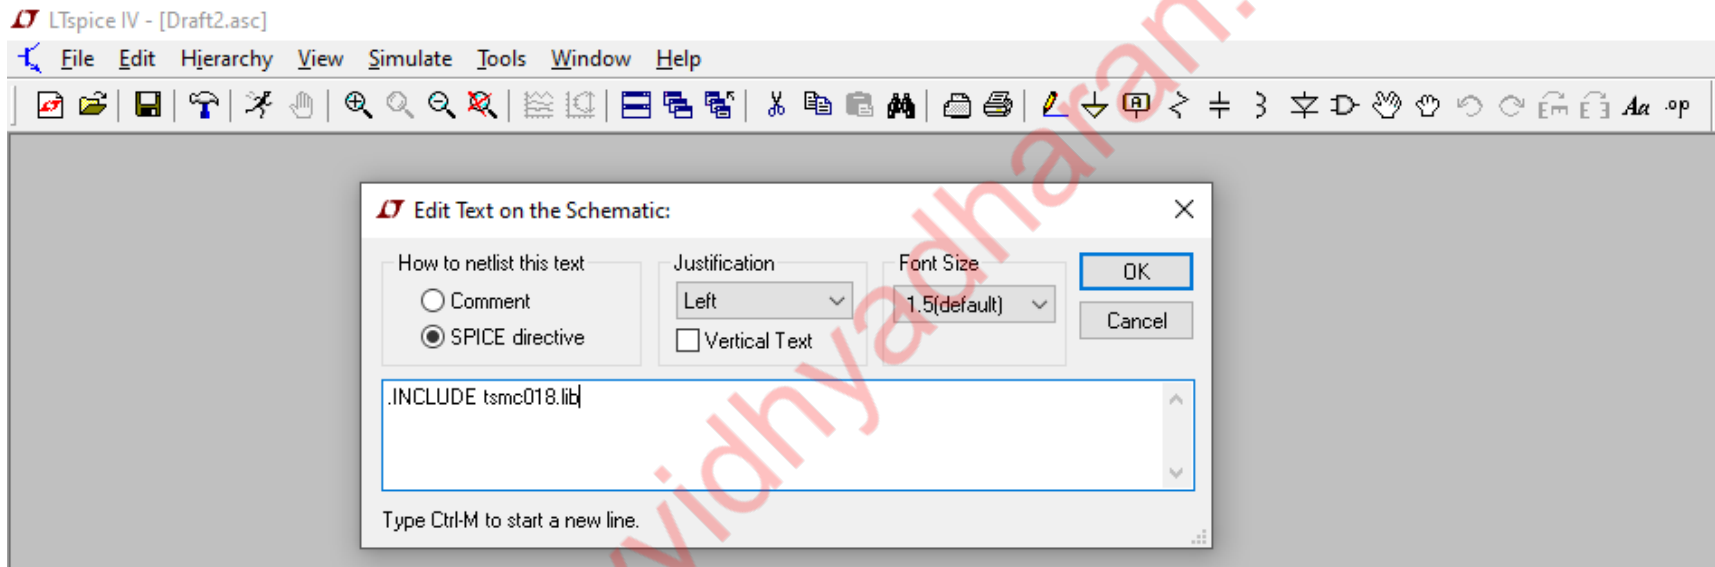 LTspice IV - [Draft2.asc]
File Edit Hierarchy View Simulate Tools Window Help
Aa .op
Edit Text on the Schematic:
How to netlist this text
Comment
SPICE directive
Justification
Left
Vertical Text
Font Size
1.5(default)
OK
Cancel
.INCLUDE tsmc018.lib
Type Ctrl-M to start a new line.
vidhyadharan.